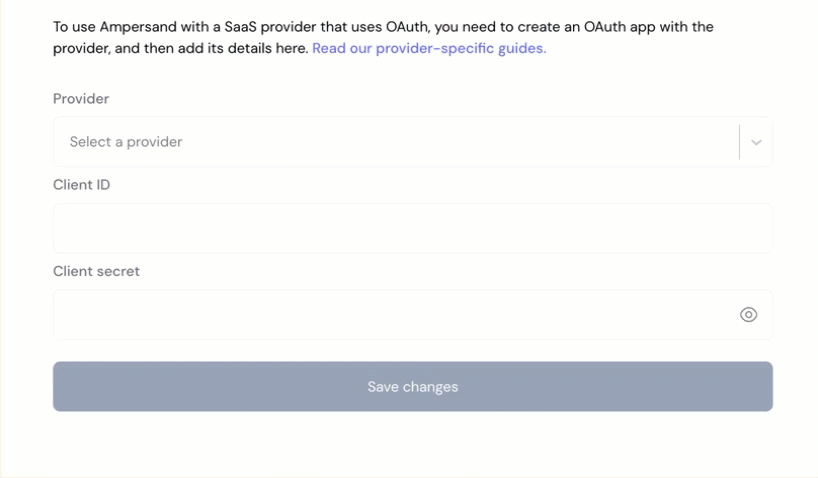 To use Ampersand with a SaaS provider that uses OAuth, you need to create an OAuth app with the
provider, and then add its details here. Read our provider-specific guides.
Provider
Select a provider
Client ID
Client secret
Save changes